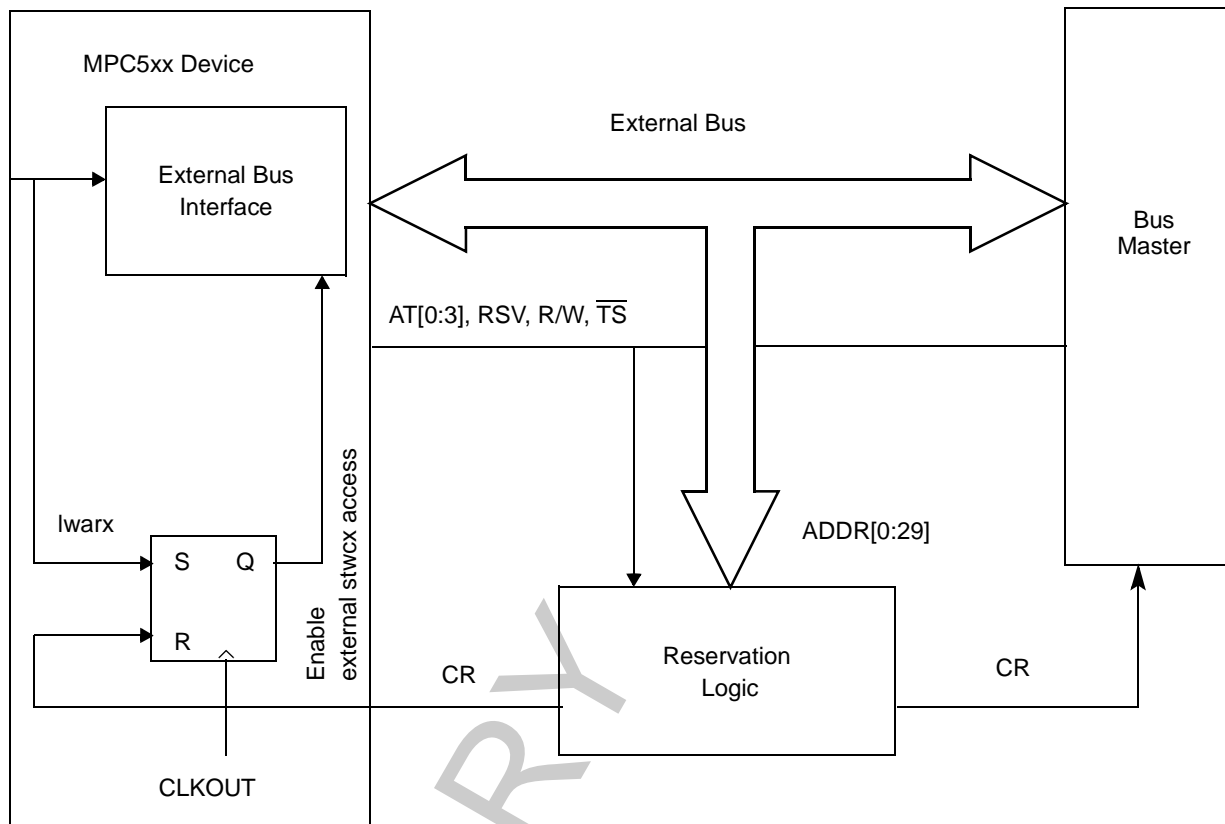 MPC5xx Device
External Bus
Interface
External Bus
Bus
Master
AT[0:3], RSV, R/W, TS
lwarx
S Q
R
Enable
external stwcx access
ADDR[0:29]
Reservation
Logic
CR
CR
CLKOUT
RY